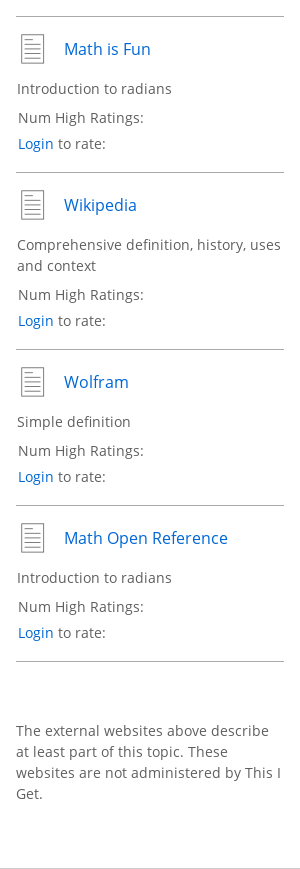 Math is Fun
Introduction to radians
Num High Ratings:
Login to rate:
Wikipedia
Comprehensive definition, history, uses
and context
Num High Ratings:
Login to rate:
Wolfram
Simple definition
Num High Ratings:
Login to rate:
Math Open Reference
Introduction to radians
Num High Ratings:
Login to rate:
The external websites above describe
at least part of this topic. These
websites are not administered by This I
Get.